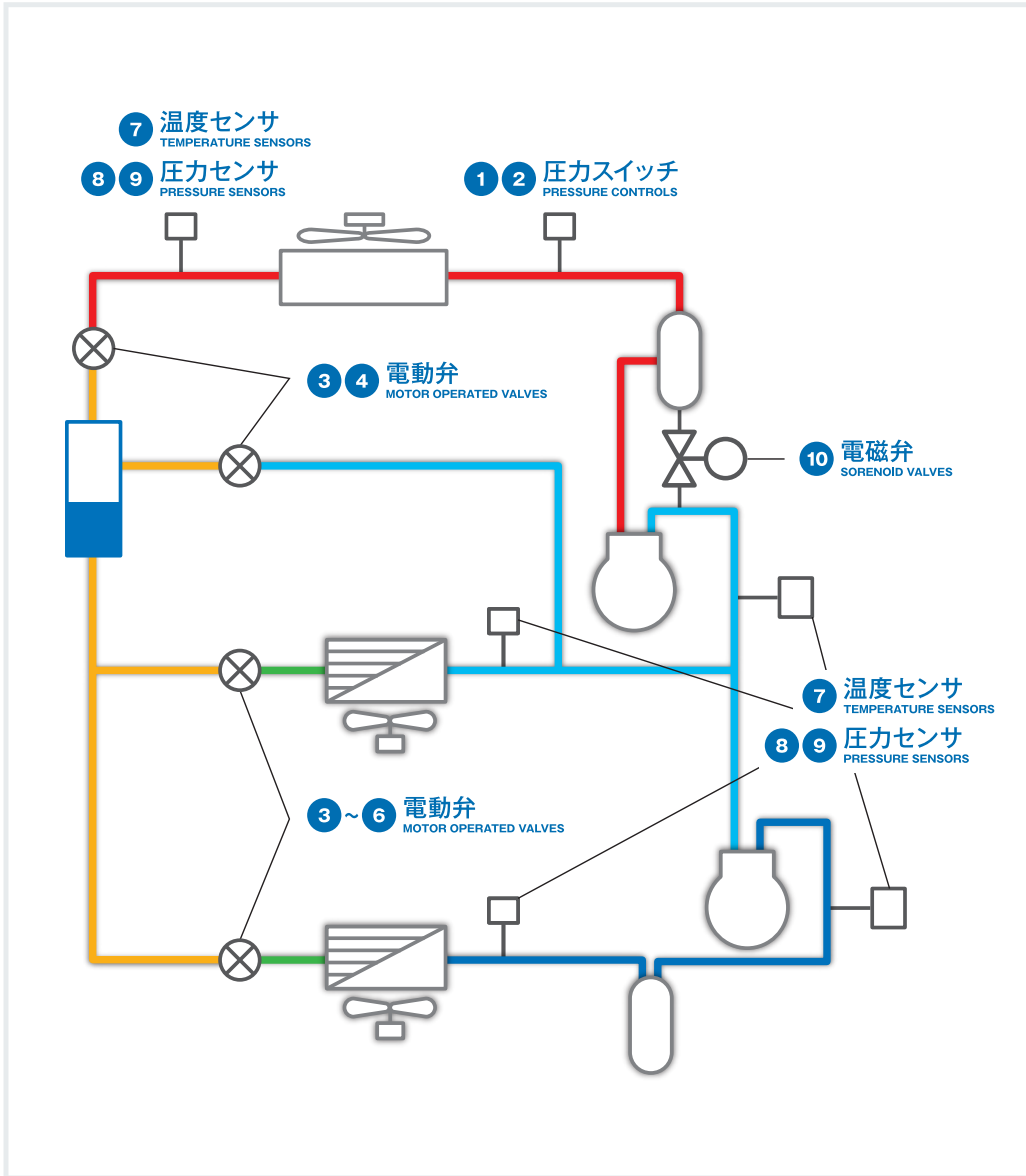 7 温度センサ
TEMPERATURE SENSORS
8 9 圧力センサ
PRESSURE SENSORS
1 2 圧力スイッチ
PRESSURE CONTROLS
3 4 電動弁
MOTOR OPERATED VALVES
10 電磁弁
SORENOID VALVES
7 温度センサ
TEMPERATURE SENSORS
8 9 圧力センサ
PRESSURE SENSORS
3~6 電動弁
MOTOR OPERATED VALVES